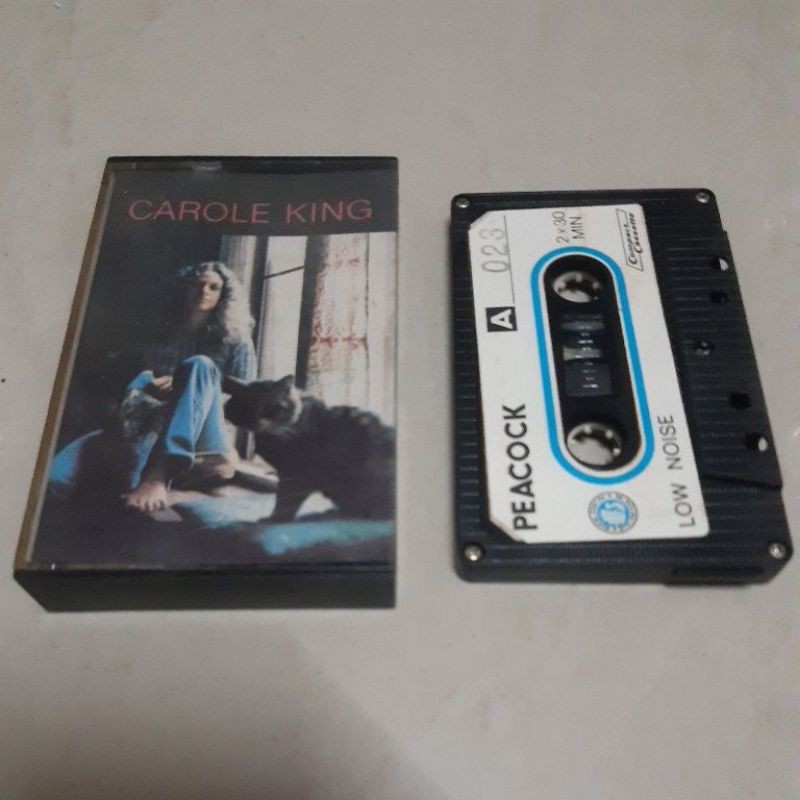 CAROLE KING
A 023
2 x 30 MIN.
Compact Cassette
PEACOCK
LOW NOISE